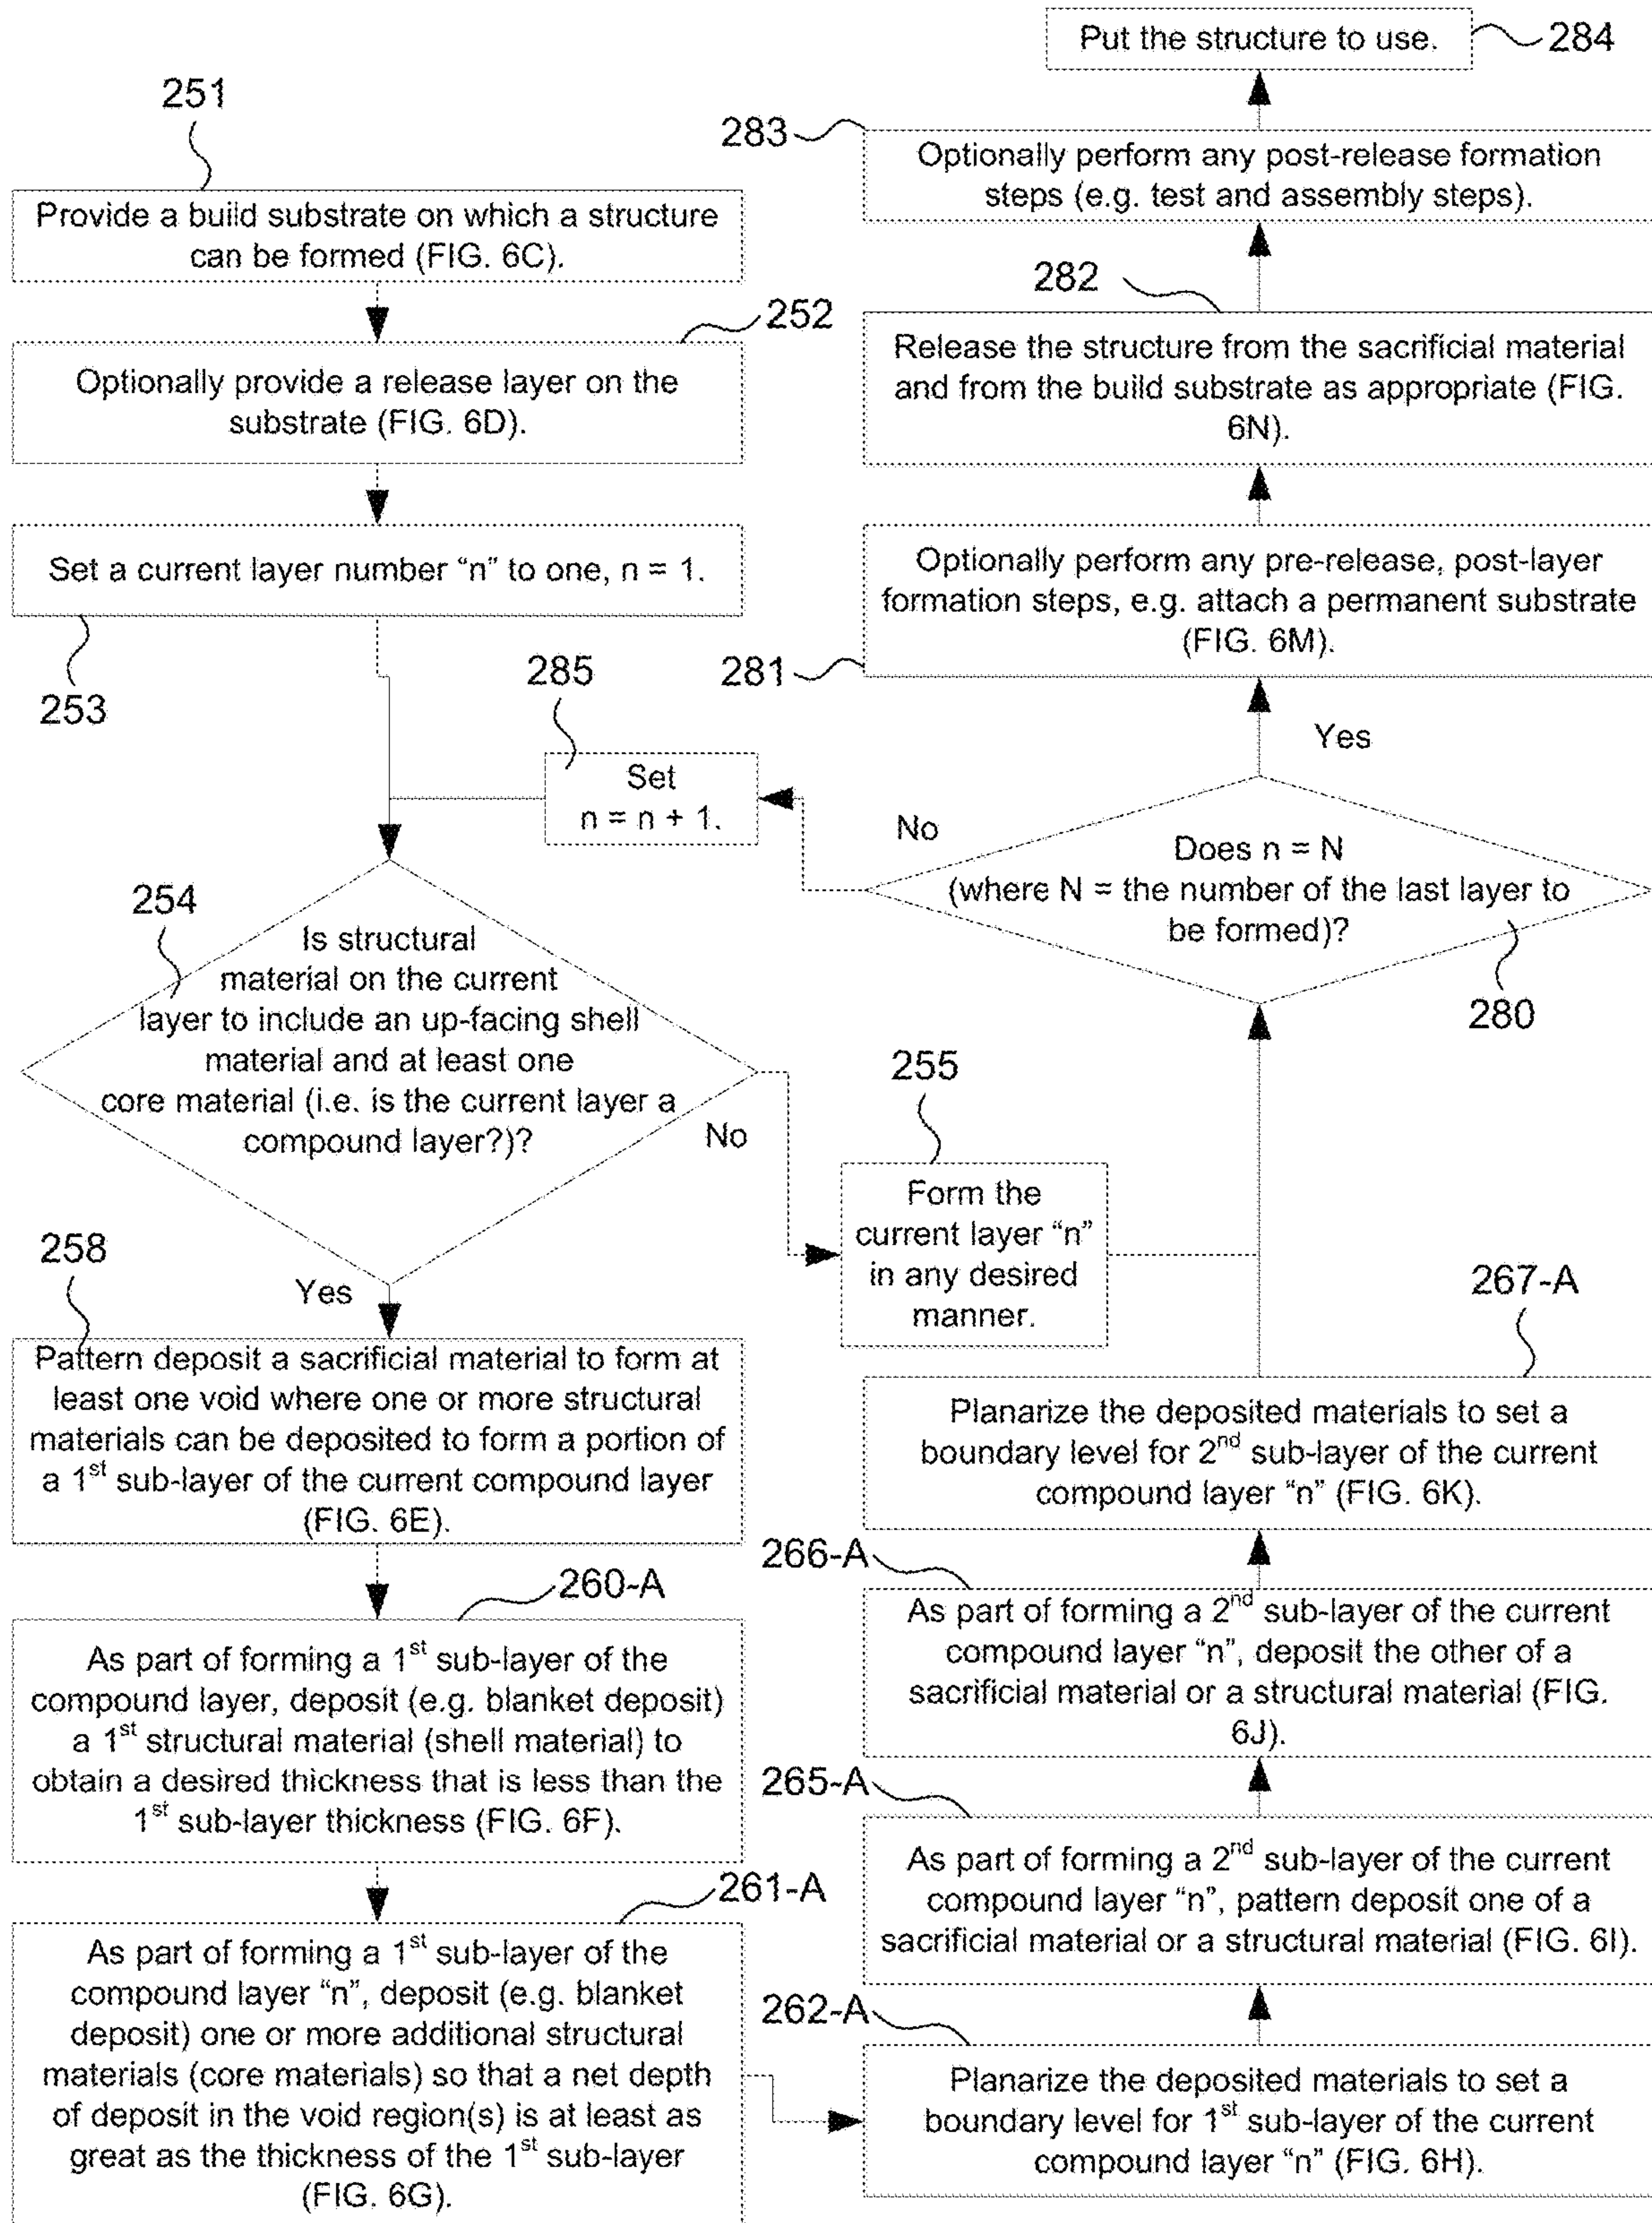 251
Provide a build substrate on which a structure
can be formed (FIG. 6C).
252
Optionally provide a release layer on the
substrate (FIG. 6D).
Set a current layer number “n” to one, n = 1.
253
285
Set
n = n + 1.
254
Is structural
material on the current
layer to include an up-facing shell
material and at least one
core material (i.e. is the current layer a
compound layer?)?
No
255
Form the
current layer “n”
in any desired
manner.
Yes
258
Pattern deposit a sacrificial material to form at
least one void where one or more structural
materials can be deposited to form a portion of
a 1st sub-layer of the current compound layer
(FIG. 6E).
260-A
As part of forming a 1st sub-layer of the
compound layer, deposit (e.g. blanket deposit)
a 1st structural material (shell material) to
obtain a desired thickness that is less than the
1st sub-layer thickness (FIG. 6F).
261-A
As part of forming a 1st sub-layer of the
compound layer “n”, deposit (e.g. blanket
deposit) one or more additional structural
materials (core materials) so that a net depth
of deposit in the void region(s) is at least as
great as the thickness of the 1st sub-layer
(FIG. 6G).
262-A
Planarize the deposited materials to set a
boundary level for 1st sub-layer of the current
compound layer “n” (FIG. 6H).
265-A
As part of forming a 2nd sub-layer of the current
compound layer “n”, pattern deposit one of a
sacrificial material or a structural material (FIG. 6I).
266-A
As part of forming a 2nd sub-layer of the current
compound layer “n”, deposit the other of a
sacrificial material or a structural material (FIG.
6J).
267-A
Planarize the deposited materials to set a
boundary level for 2nd sub-layer of the current
compound layer “n” (FIG. 6K).
280
Does n = N
(where N = the number of the last layer to
be formed)?
No
Yes
281
Optionally perform any pre-release, post-layer
formation steps, e.g. attach a permanent substrate
(FIG. 6M).
282
Release the structure from the sacrificial material
and from the build substrate as appropriate (FIG.
6N).
283
Optionally perform any post-release formation
steps (e.g. test and assembly steps).
Put the structure to use.
284